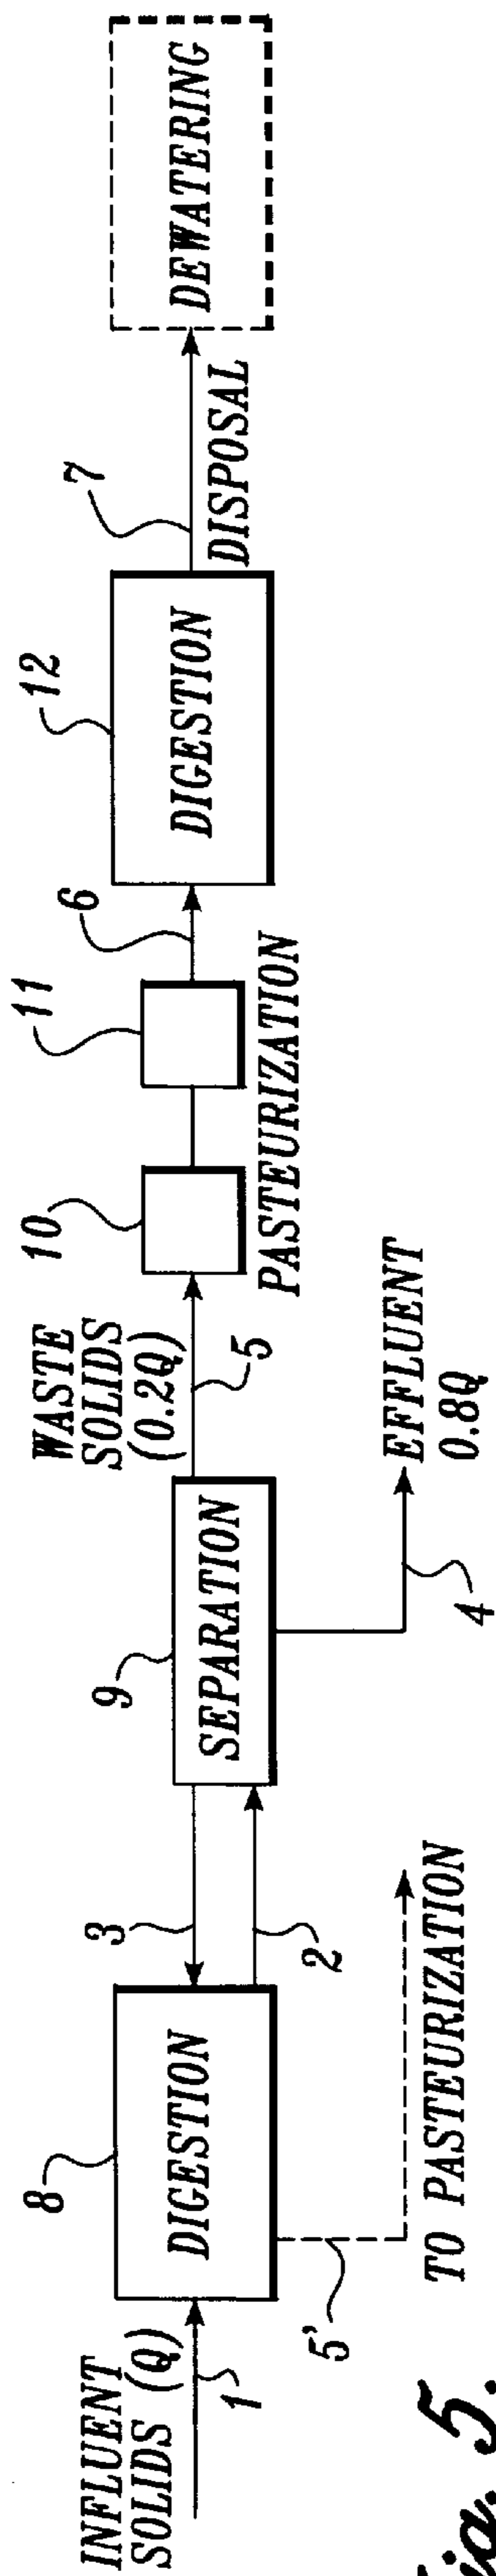 INFLUENT
SOLIDS (Q)
1
8
DIGESTION
5'
TO PASTEURIZATION
3
2
9
SEPARATION
4
EFFLUENT
0.8Q
WASTE
SOLIDS
(0.2Q)
5
10
11
PASTEURIZATION
6
12
DIGESTION
7
DISPOSAL
DEWATERING
Fig. 5.